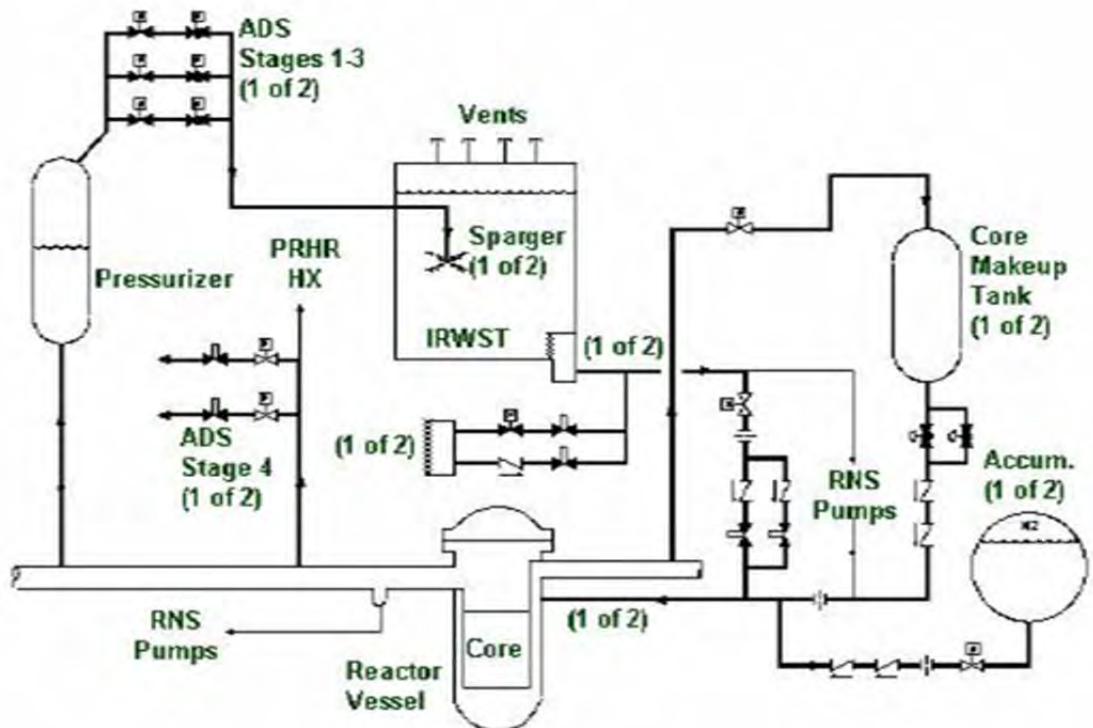 ADS
Stages 1-3
(1 of 2)
Vents
Sparger
(1 of 2)
Core
Makeup
Tank
(1 of 2)
Pressurizer
PRHR
HX
IRWST
(1 of 2)
(1 of 2)
ADS
Stage 4
(1 of 2)
RNS
Pumps
Accum.
(1 of 2)
N2
(1 of 2)
RNS
Pumps
Core
Reactor
Vessel